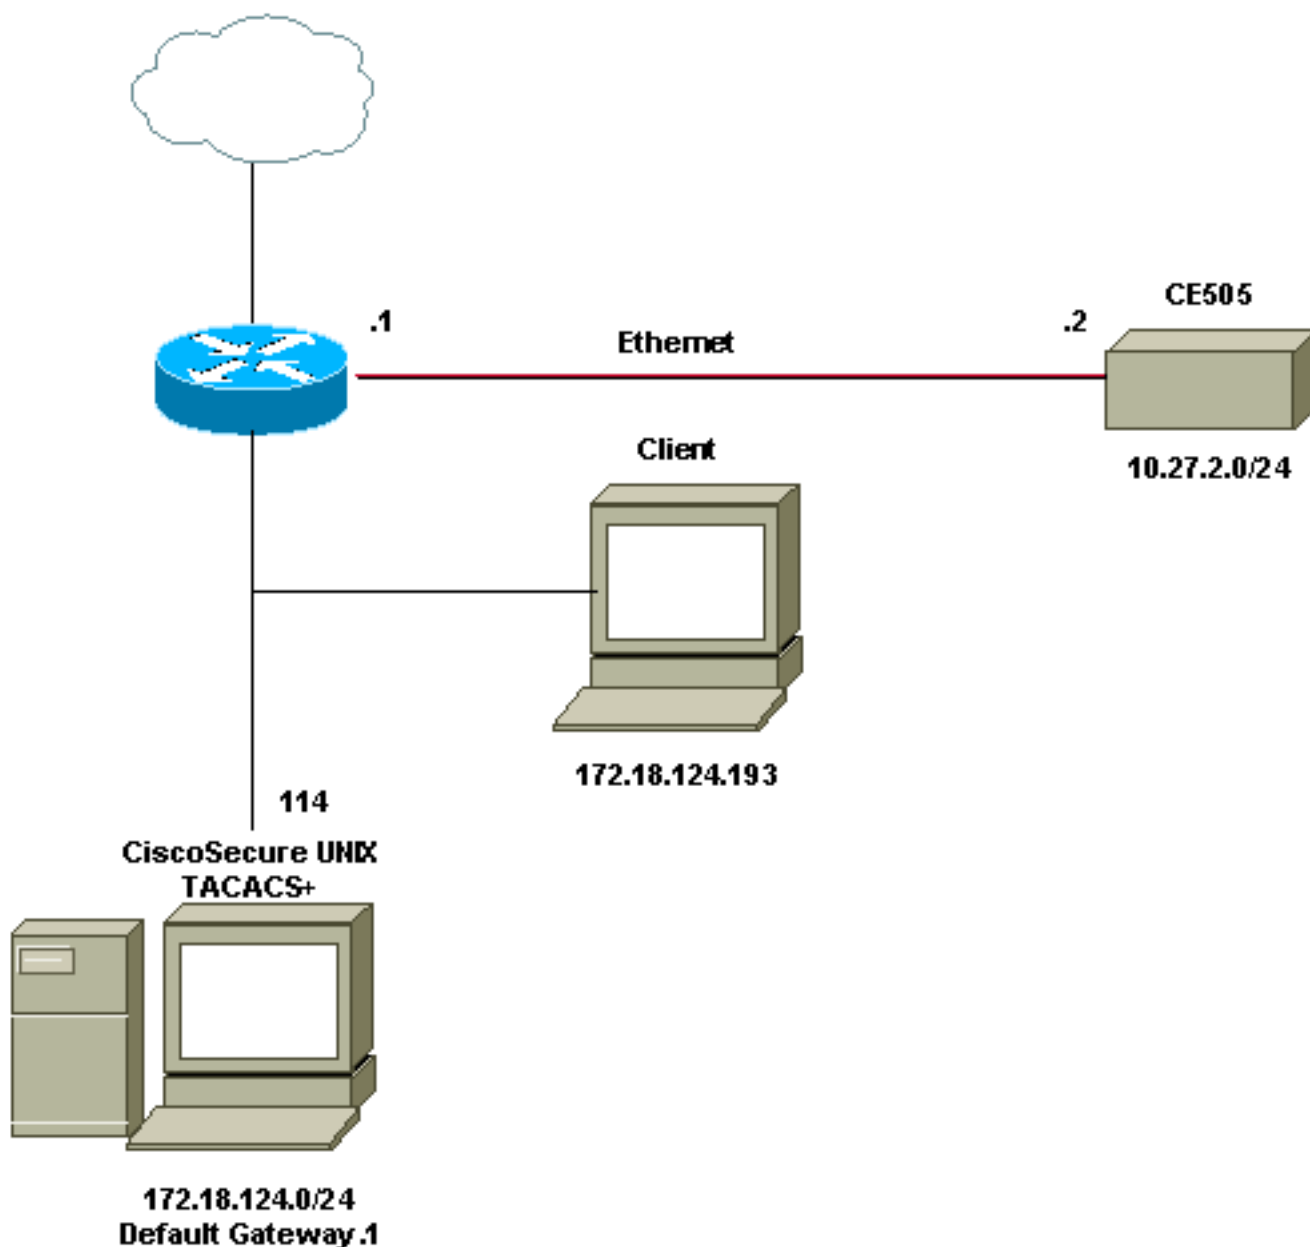 CE505
.1
Ethernet
.2
Client
10.27.2.0/24
172.18.124.193
114
CiscoSecure UNIX
TACACS+
172.18.124.0/24
Default Gateway .1